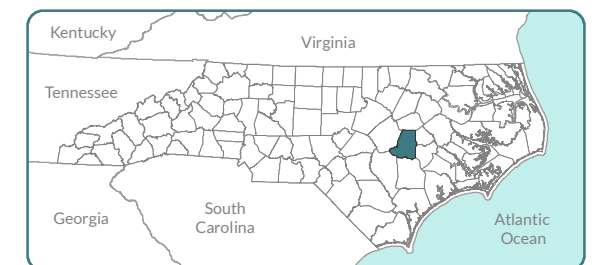 Kentucky
Virginia
Tennessee
Georgia
South
Carolina
Atlantic
Ocean